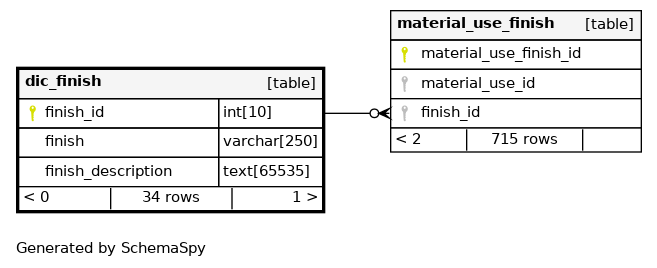 material_use_finish [table]
material_use_finish_id
material_use_id
finish_id
< 2 715 rows
dic_finish [table]
finish_id int[10]
finish varchar[250]
finish_description text[65535]
< 0 34 rows 1 >
Generated by SchemaSpy